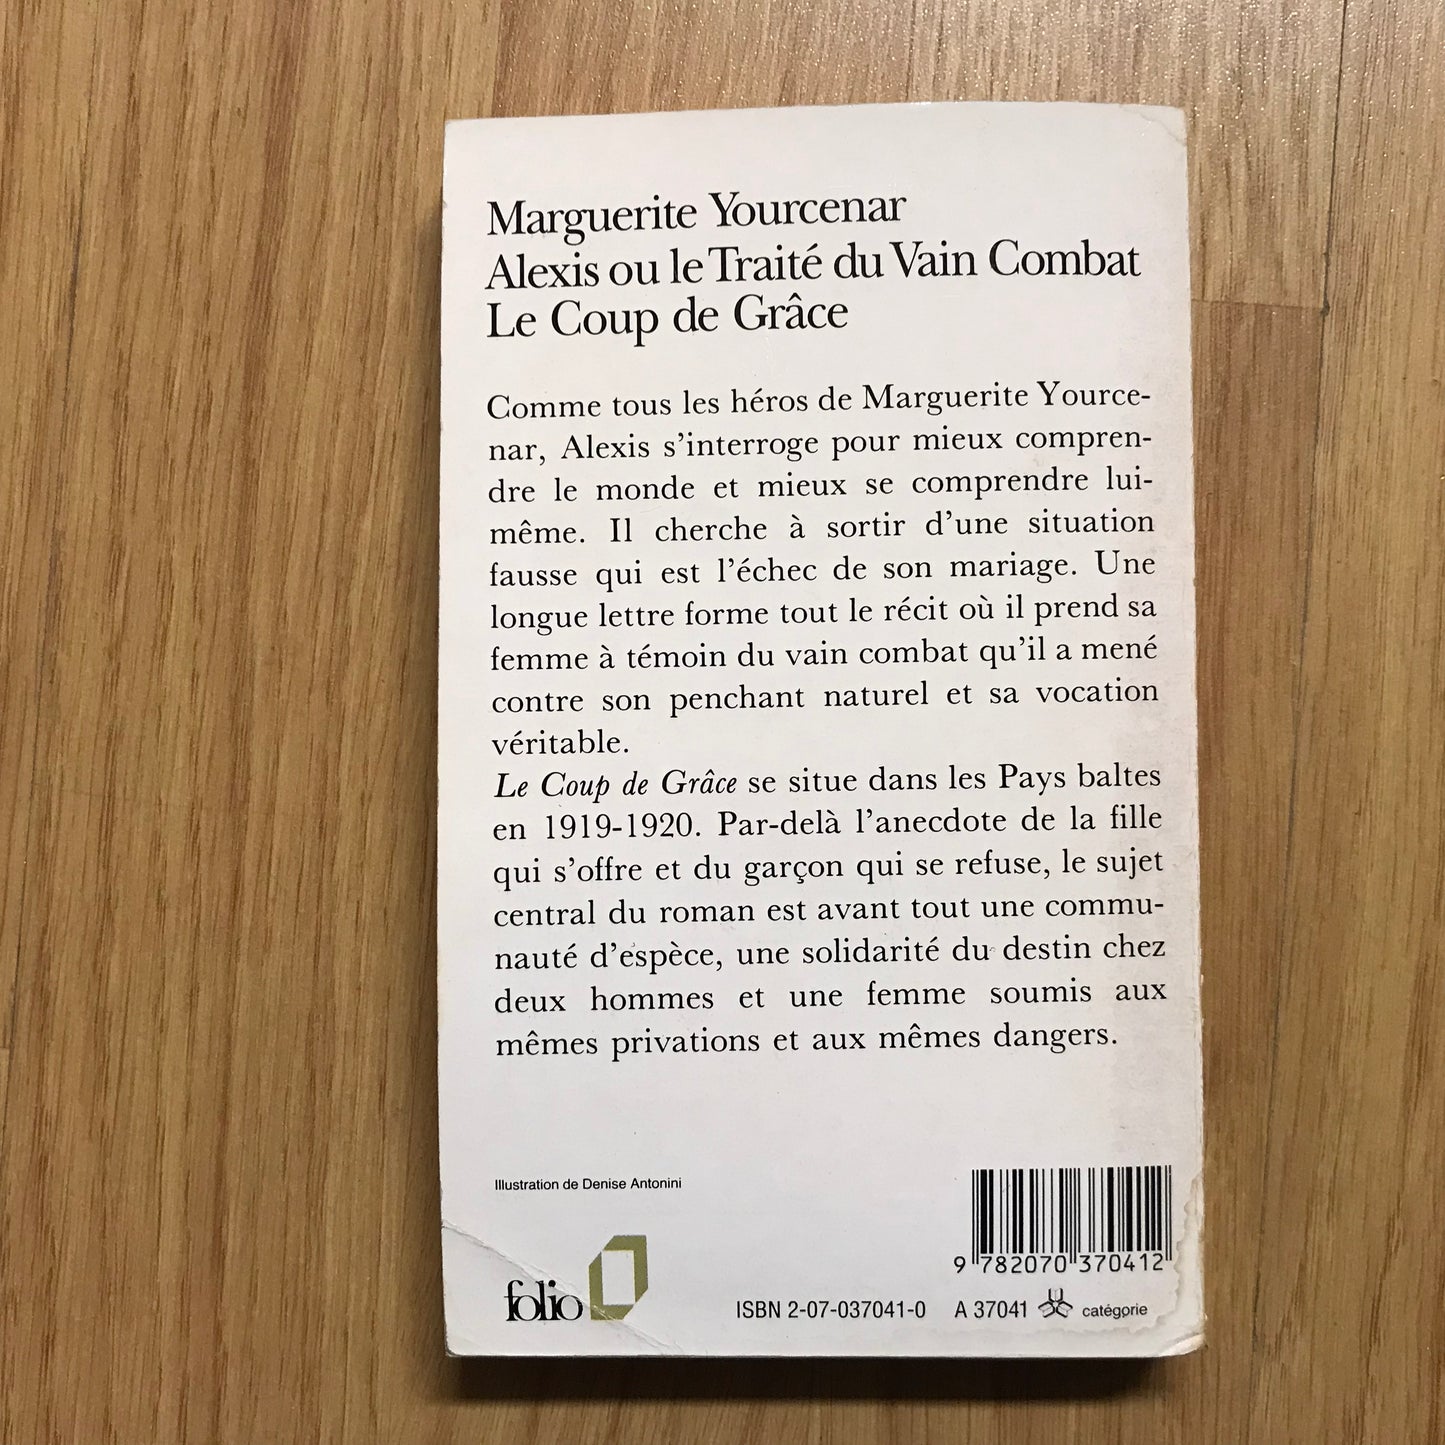 Marguerite Yourcenar
Alexis ou le Traité du Vain Combat
Le Coup de Grâce
Comme tous les héros de Marguerite Yource-
nar, Alexis s'interroge pour mieux compren-
dre le monde et mieux se comprendre lui-
même. Il cherche à sortir d'une situation
fausse qui est l'échec de son mariage. Une
longue lettre forme tout le récit où il prend sa
femme à témoin du vain combat qu'il a mené
contre son penchant naturel et sa vocation
véritable.
Le Coup de Grâce se situe dans les Pays baltes
en 1919-1920. Par-delà l'anecdote de la fille
qui s'offre et du garçon qui se refuse, le sujet
central du roman est avant tout une commu-
nauté d'espèce, une solidarité du destin chez
deux hommes et une femme soumis aux
mêmes privations et aux mêmes dangers.
Illustration de Denise Antonini
folio
9 782070 370412
ISBN 2-07-037041-0 A 37041 catégorie